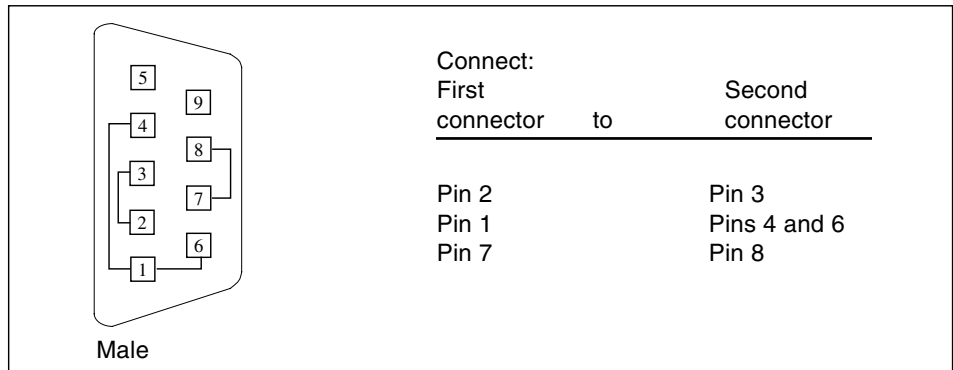 5
9
4
8
3
7
2
6
1
Male
Connect:
First Second
connector to connector
Pin 2 Pin 3
Pin 1 Pins 4 and 6
Pin 7 Pin 8